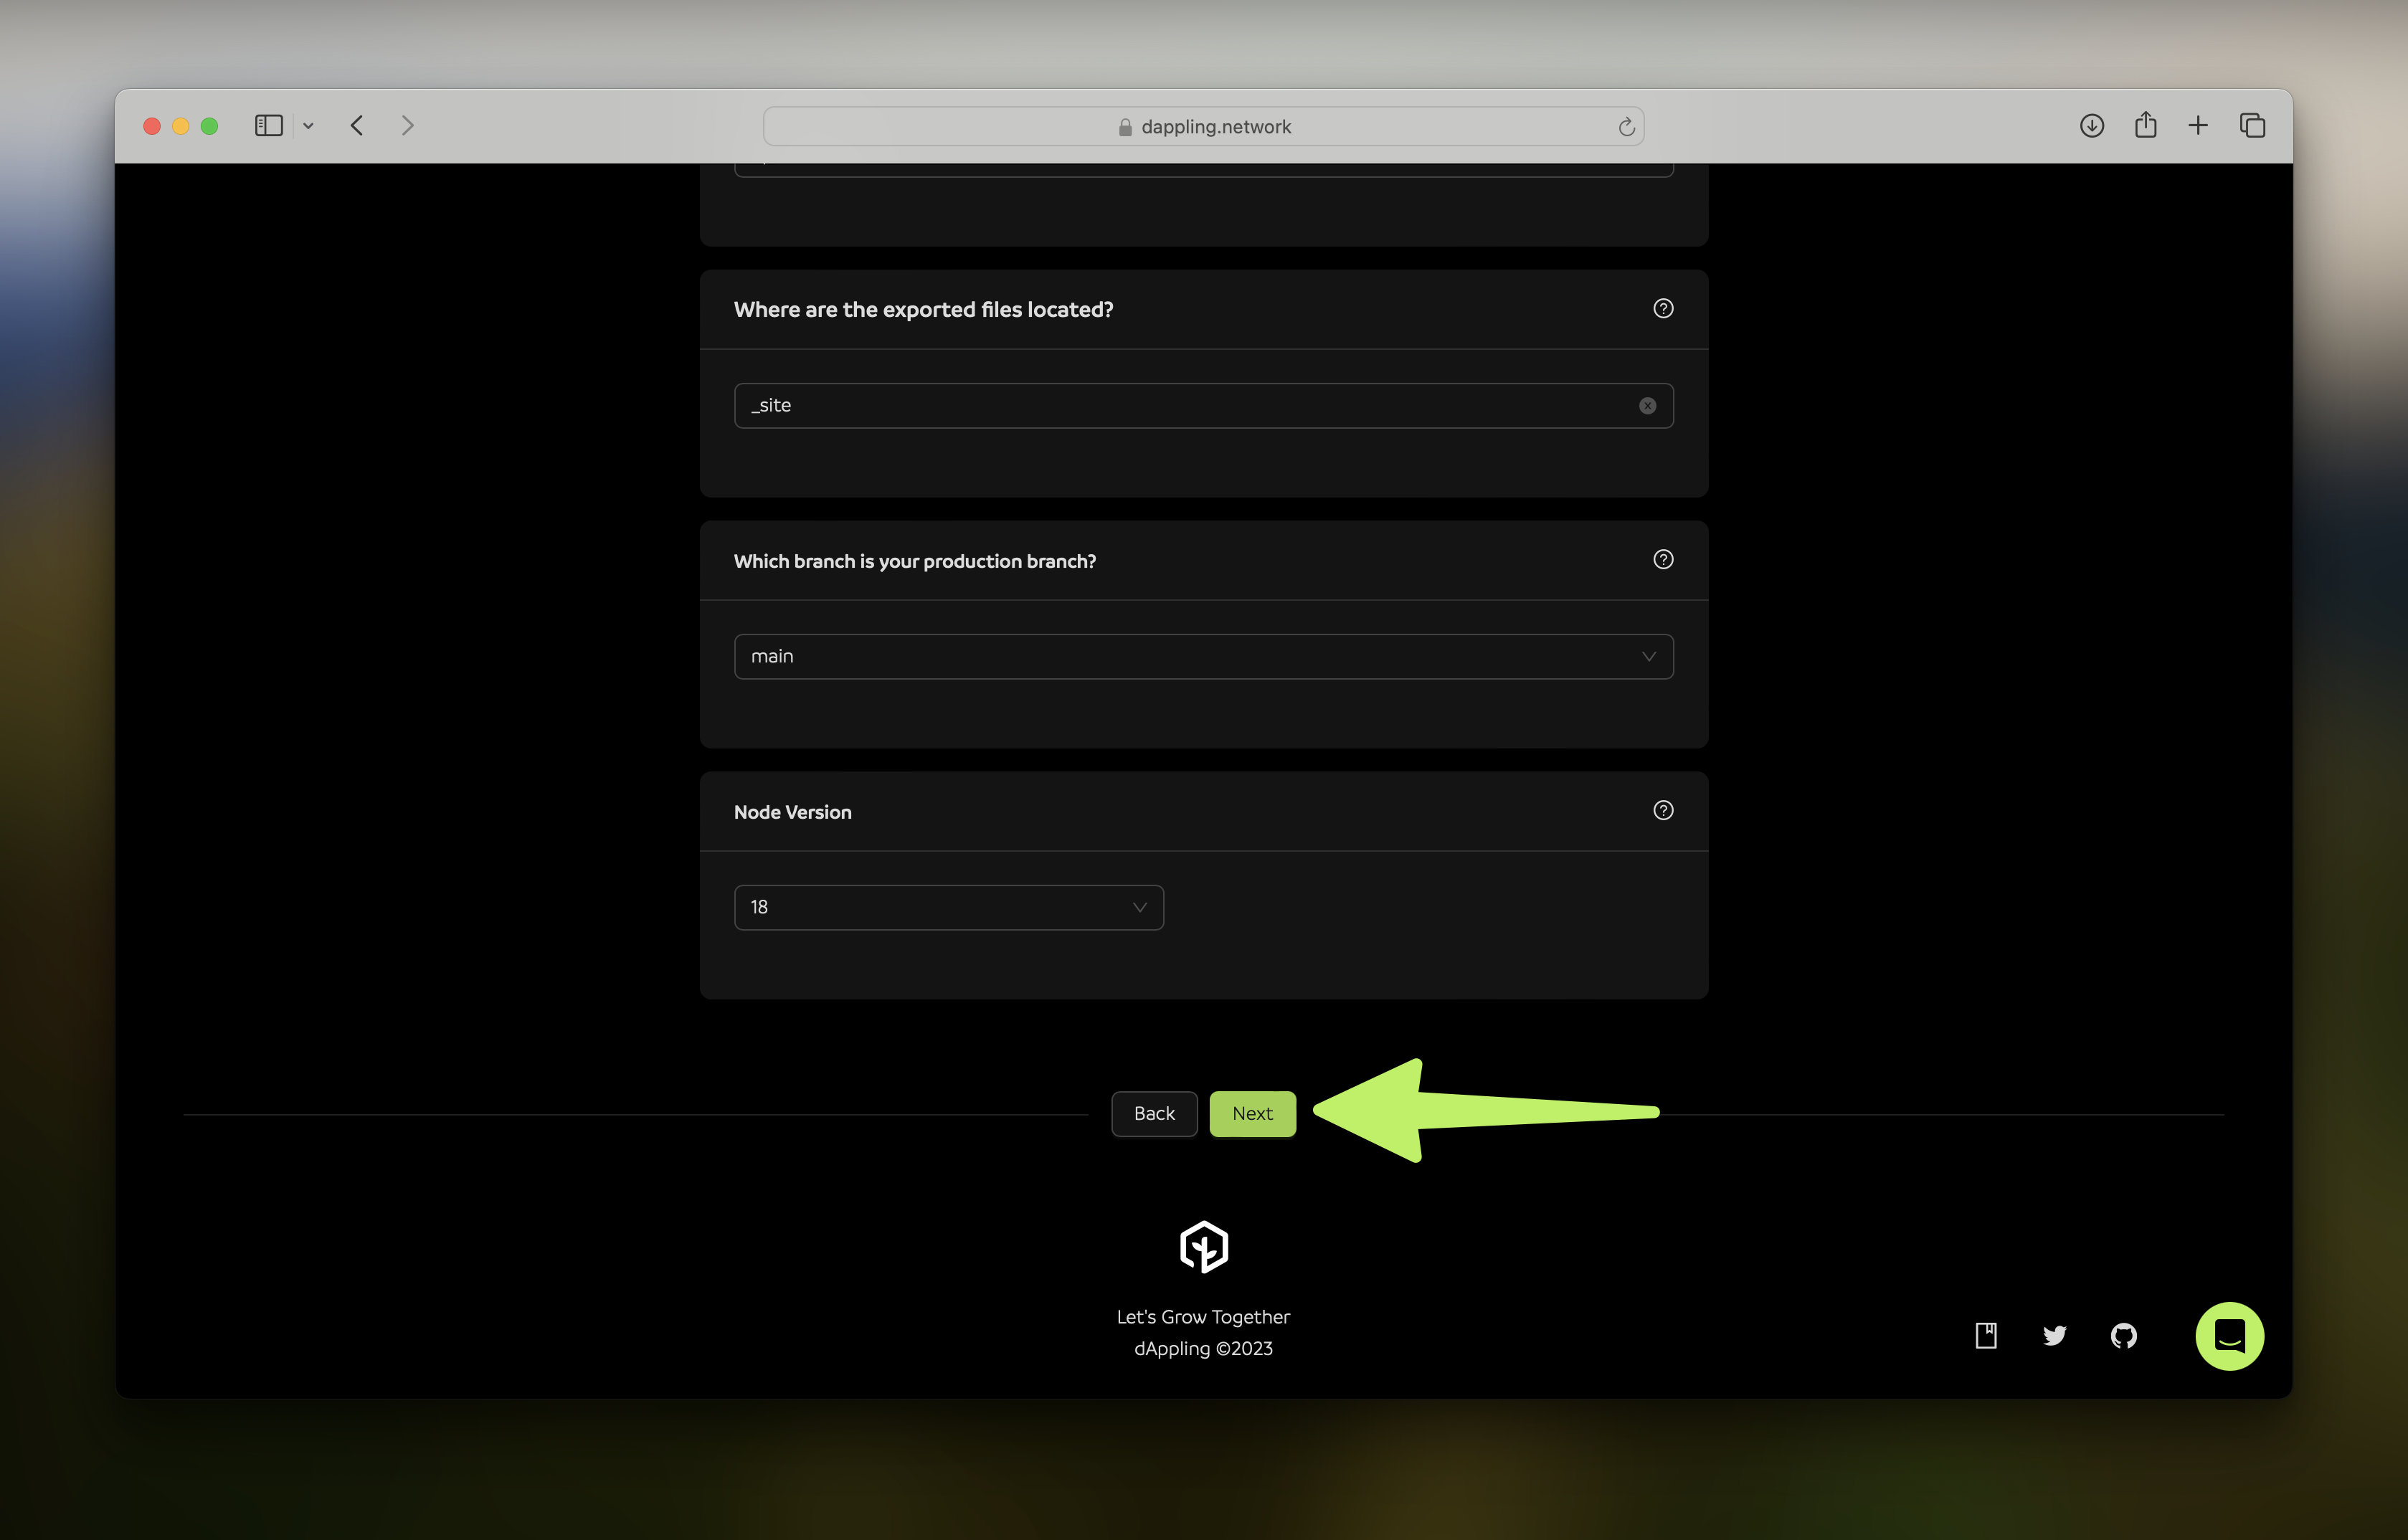 dappling.network
Where are the exported files located?
_site
Which branch is your production branch?
main
Node Version
18
Back
Next
Let's Grow Together
dAppling ©2023